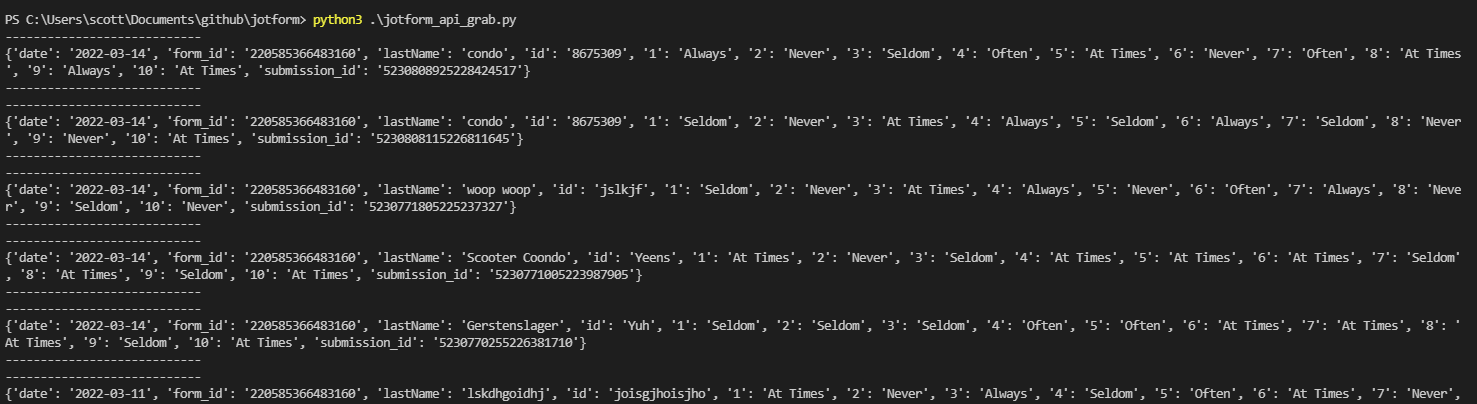 PS C:\Users\scott\Documents\github\jotform> python3 .\jotform_api_grab.py
----------------------------
{'date': '2022-03-14', 'form_id': '220585366483160', 'lastName': 'condo', 'id': '8675309', '1': 'Always', '2': 'Never', '3': 'Seldom', '4': 'Often', '5': 'At Times', '6': 'Never', '7': 'Often', '8': 'At Times
', '9': 'Always', '10': 'At Times', 'submission_id': '5230808925228424517'}
----------------------------
----------------------------
{'date': '2022-03-14', 'form_id': '220585366483160', 'lastName': 'condo', 'id': '8675309', '1': 'Seldom', '2': 'Never', '3': 'At Times', '4': 'Always', '5': 'Seldom', '6': 'Always', '7': 'Seldom', '8': 'Never
', '9': 'Never', '10': 'At Times', 'submission_id': '5230808115226811645'}
----------------------------
----------------------------
{'date': '2022-03-14', 'form_id': '220585366483160', 'lastName': 'woop woop', 'id': 'jslkjf', '1': 'Seldom', '2': 'Never', '3': 'At Times', '4': 'Always', '5': 'Never', '6': 'Often', '7': 'Always', '8': 'Neve
r', '9': 'Seldom', '10': 'Never', 'submission_id': '5230771805225237327'}
----------------------------
----------------------------
{'date': '2022-03-14', 'form_id': '220585366483160', 'lastName': 'Scooter Coondo', 'id': 'Yeens', '1': 'At Times', '2': 'Never', '3': 'Seldom', '4': 'At Times', '5': 'At Times', '6': 'At Times', '7': 'Seldom'
, '8': 'At Times', '9': 'Seldom', '10': 'At Times', 'submission_id': '5230771005223987905'}
----------------------------
----------------------------
{'date': '2022-03-14', 'form_id': '220585366483160', 'lastName': 'Gerstenslager', 'id': 'Yuh', '1': 'Seldom', '2': 'Seldom', '3': 'Seldom', '4': 'Often', '5': 'Often', '6': 'At Times', '7': 'At Times', '8': '
At Times', '9': 'Seldom', '10': 'At Times', 'submission_id': '5230770255226381710'}
----------------------------
----------------------------
{'date': '2022-03-11', 'form_id': '220585366483160', 'lastName': 'lskdhgoidhj', 'id': 'joisgjhoisjho', '1': 'At Times', '2': 'Never', '3': 'Always', '4': 'Seldom', '5': 'Often', '6': 'At Times', '7': 'Never',